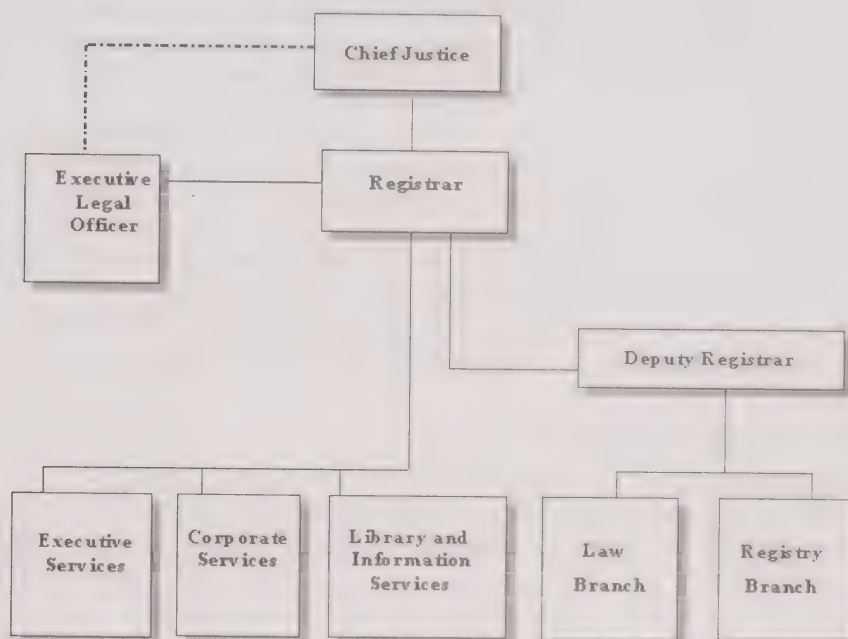 Chief Justice
Executive
Legal
Officer
Registrar
Deputy Registrar
Executive
Services
Corporate
Services
Library and
Information
Services
Law
Branch
Registry
Branch